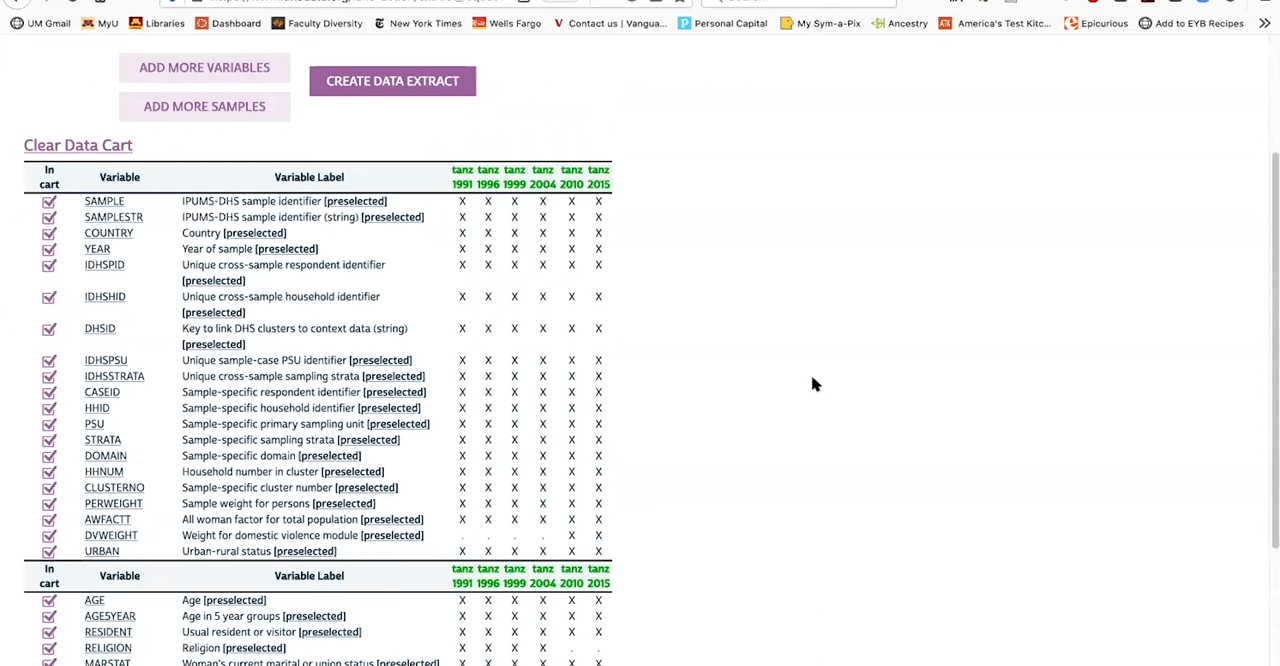 UM Gmail MyU Libraries Dashboard Faculty Diversity New York Times Wells Fargo Contact us | Vangua... Personal Capital My Sym-a-Pix Ancestry America's Test Kitc... Epicurious Add to EYB Recipes
ADD MORE VARIABLES
CREATE DATA EXTRACT
ADD MORE SAMPLES
Clear Data Cart
In cart Variable Variable Label tanz 1991 tanz 1996 tanz 1999 tanz 2004 tanz 2010 tanz 2015
SAMPLE IPUMS-DHS sample identifier [preselected] X X X X X X
SAMPLESTR IPUMS-DHS sample identifier (string) [preselected] X X X X X X
COUNTRY Country [preselected] X X X X X X
YEAR Year of sample [preselected] X X X X X X
IDHSPID Unique cross-sample respondent identifier X X X X X X
[preselected]
IDHSHID Unique cross-sample household identifier X X X X X X
[preselected]
DHSID Key to link DHS clusters to context data (string) X X X X X X
[preselected]
IDHSPSU Unique sample-case PSU identifier [preselected] X X X X X X
IDHSSTRATA Unique cross-sample sampling strata [preselected] X X X X X X
CASEID Sample-specific respondent identifier [preselected] X X X X X X
HHID Sample-specific household identifier [preselected] X X X X X X
PSU Sample-specific primary sampling unit [preselected] X X X X X X
STRATA Sample-specific sampling strata [preselected] X X X X X X
DOMAIN Sample-specific domain [preselected] X X X X X X
HHNUM Household number in cluster [preselected] X X X X X X
CLUSTERNO Sample-specific cluster number [preselected] X X X X X X
PERWEIGHT Sample weight for persons [preselected] X X X X X X
AWFACTT All woman factor for total population [preselected] X X X X X X
DVWEIGHT Weight for domestic violence module [preselected] . . . . X X
URBAN Urban-rural status [preselected] X X X X X X
In cart Variable Variable Label tanz 1991 tanz 1996 tanz 1999 tanz 2004 tanz 2010 tanz 2015
AGE Age [preselected] X X X X X X
AGE5YEAR Age in 5 year groups [preselected] X X X X X X
RESIDENT Usual resident or visitor [preselected] X X X X X X
RELIGION Religion [preselected] X X X X . .
MARSTAT Woman's current marital or union status [preselected] X X X X X X